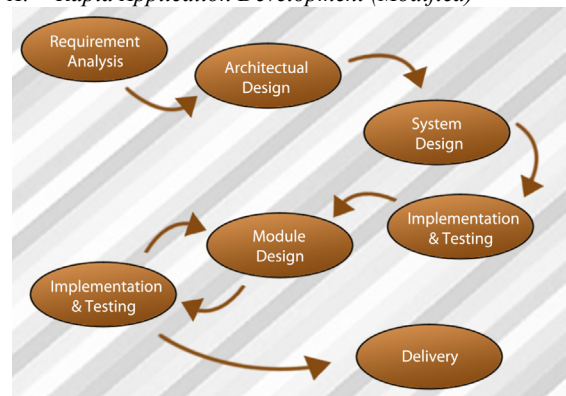 Rapid Application Development (Modified)
Requirement
Analysis
Architectual
Design
System
Design
Implementation
& Testing
Module
Design
Implementation
& Testing
Delivery